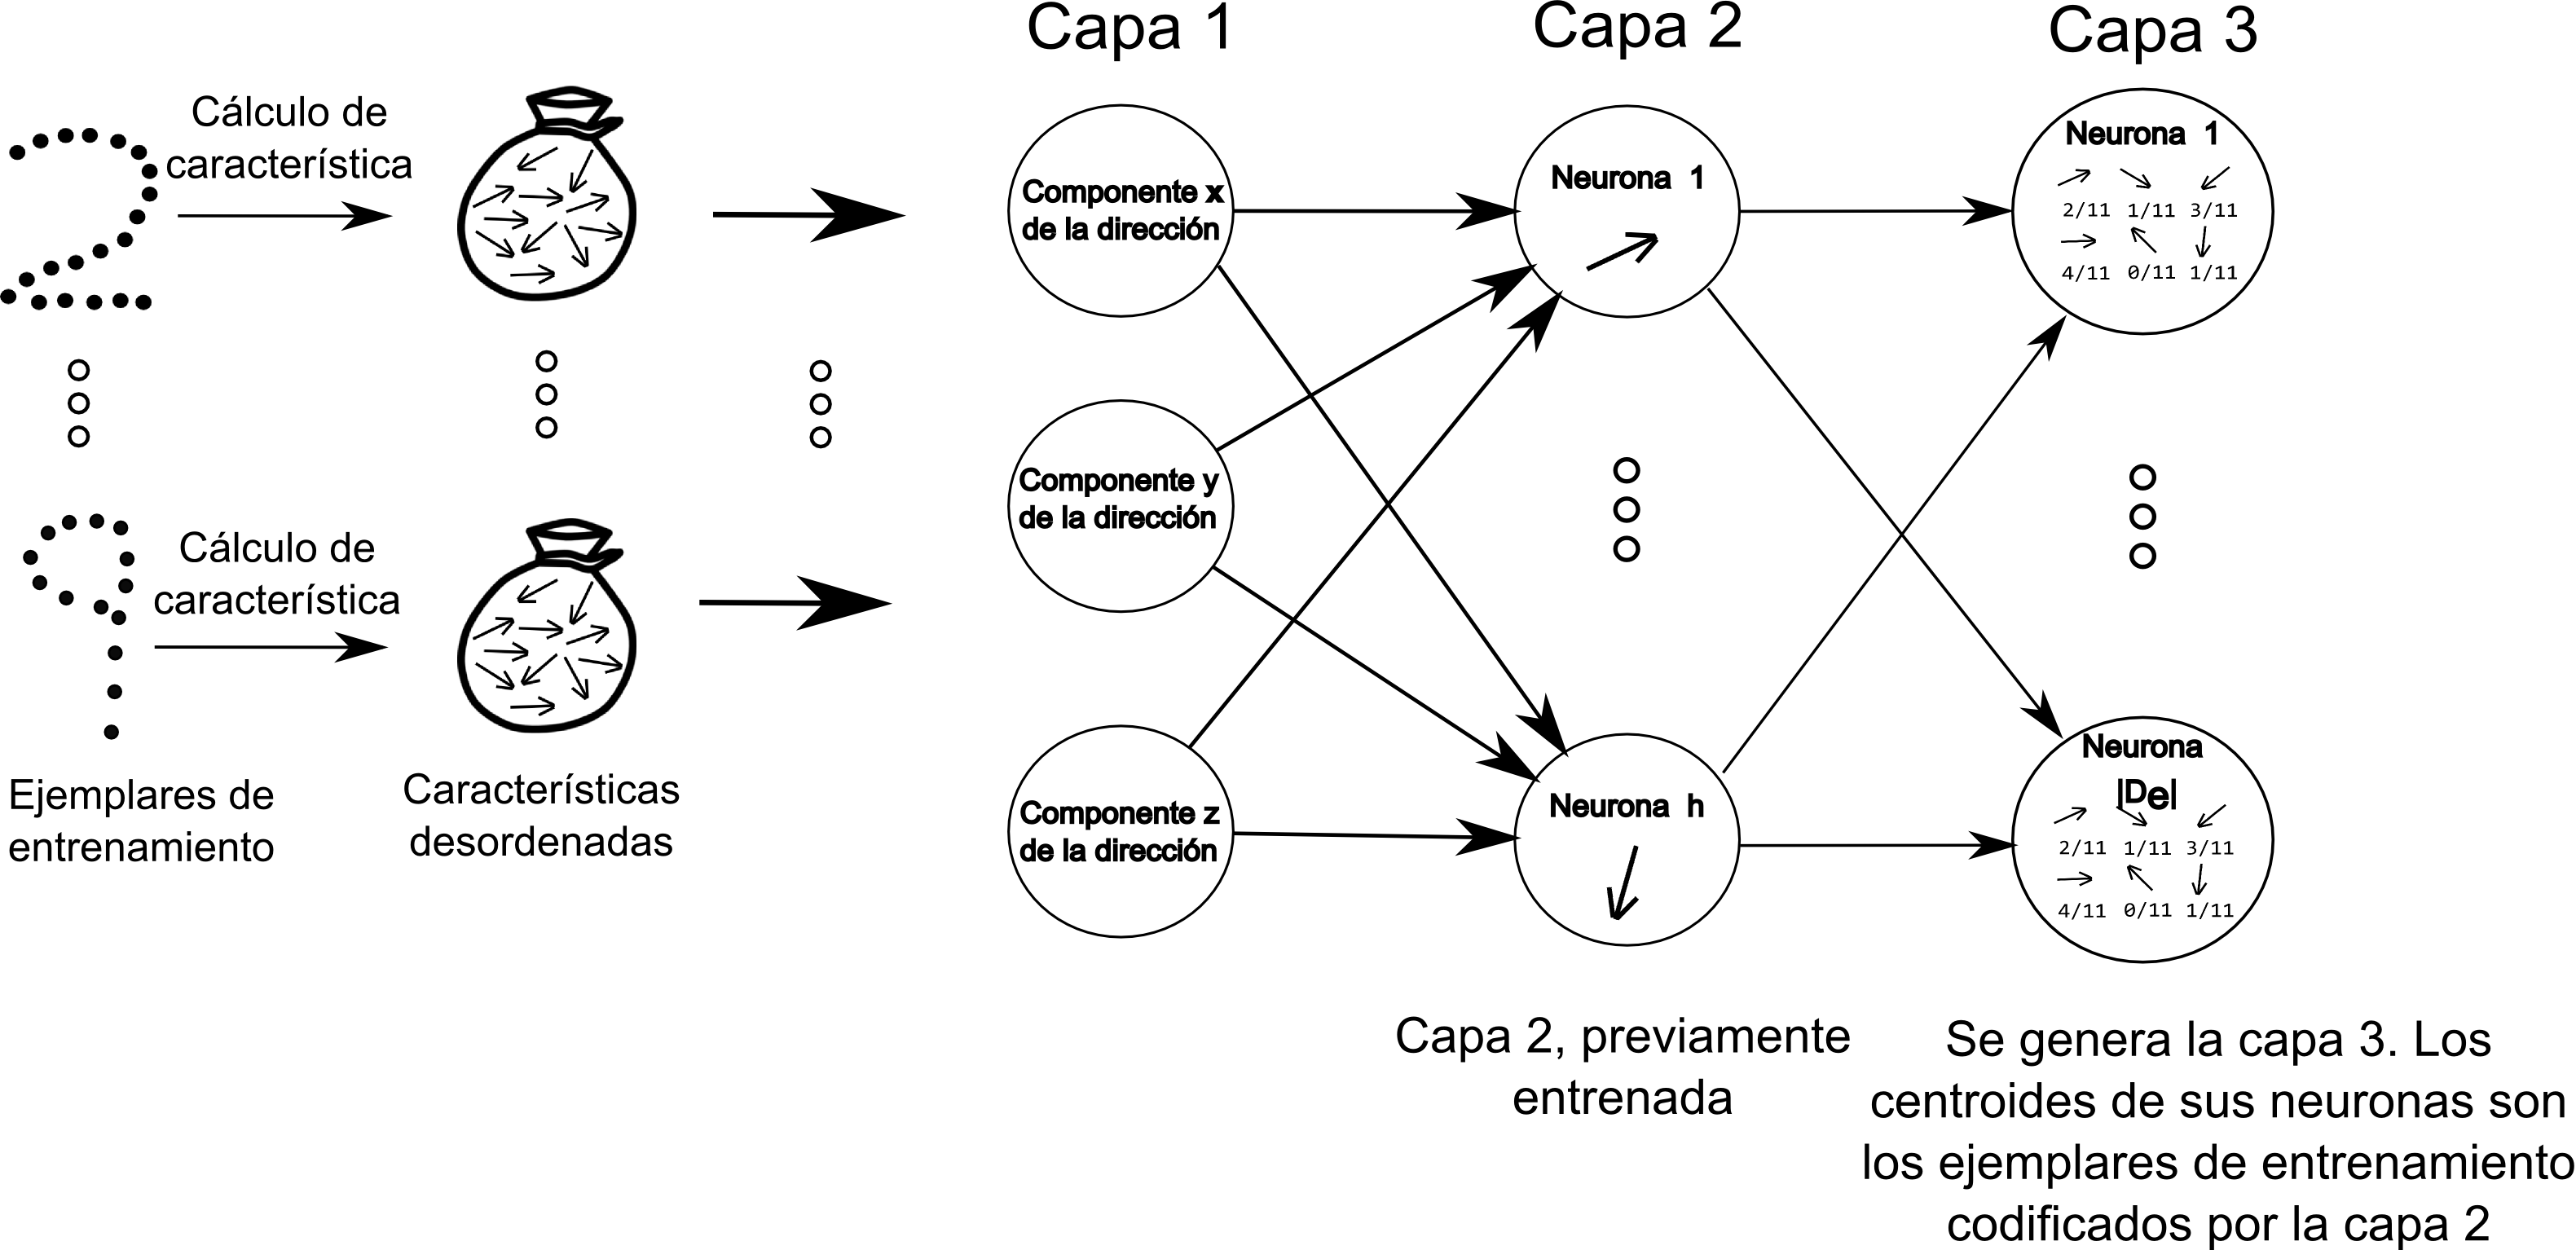 Capa 1
Capa 2
Capa 3
Cálculo de
característica
Cálculo de
característica
Ejemplares de
entrenamiento
Características
desordenadas
Componente x
de la dirección
Componente y
de la dirección
Componente z
de la dirección
Neurona 1
Neurona h
Neurona 1
2/11 1/11 3/11
4/11 0/11 1/11
Neurona
|De|
2/11 1/11 3/11
4/11 0/11 1/11
Capa 2, previamente
entrenada
Se genera la capa 3. Los
centroides de sus neuronas son
los ejemplares de entrenamiento
codificados por la capa 2